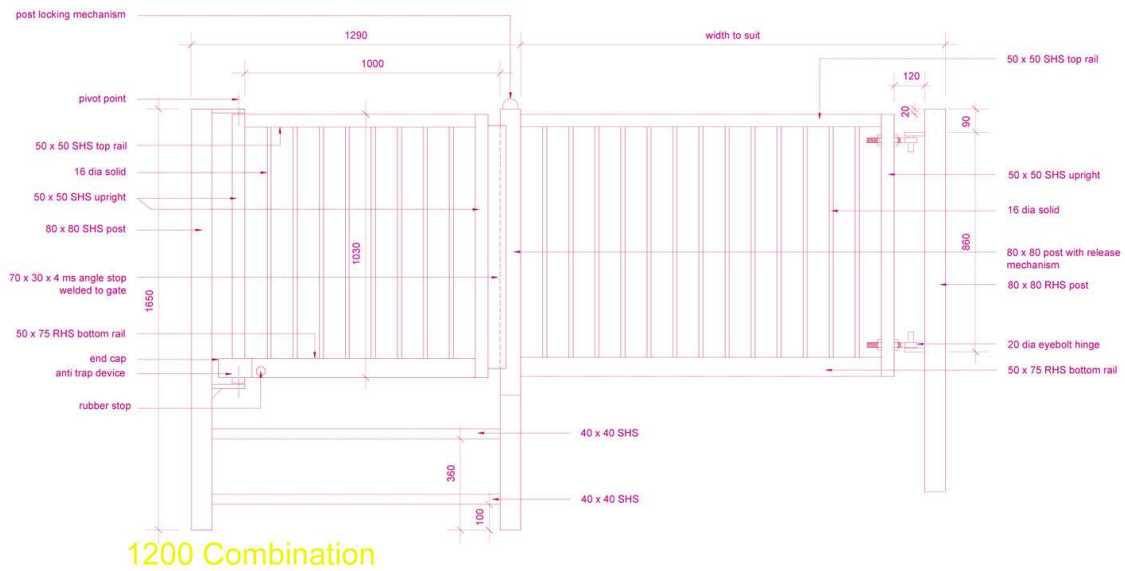 post locking mechanism
1290
width to suit
1000
50 x 50 SHS top rail
120
pivot point
20
90
50 x 50 SHS top rail
16 dia solid
50 x 50 SHS upright
50 x 50 SHS upright
16 dia solid
80 x 80 SHS post
1030
860
80 x 80 post with release
mechanism
70 x 30 x 4 ms angle stop
welded to gate
80 x 80 RHS post
1650
50 x 75 RHS bottom rail
20 dia eyebolt hinge
end cap
anti trap device
50 x 75 RHS bottom rail
rubber stop
40 x 40 SHS
360
40 x 40 SHS
100
1200 Combination